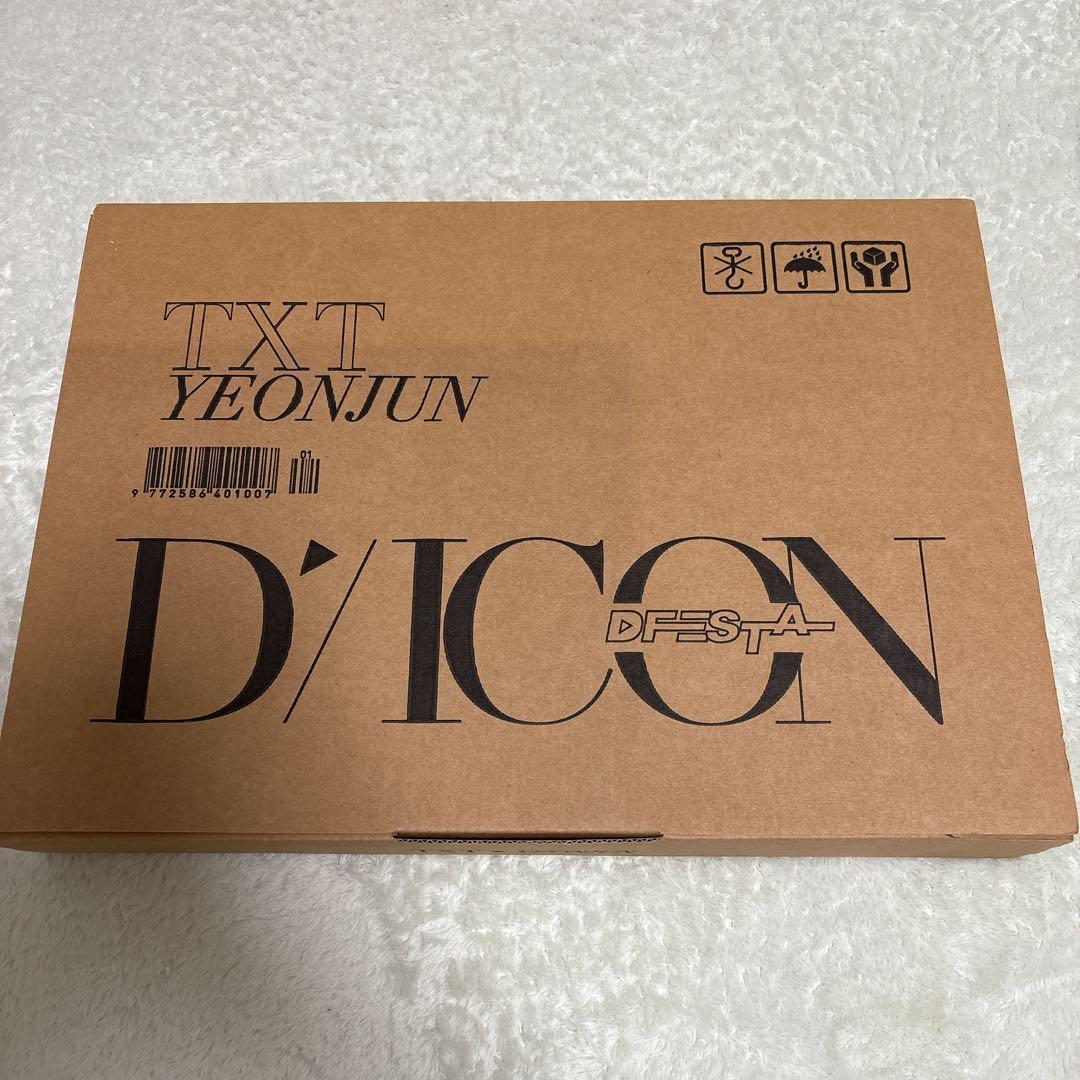 TXT
YEONJUN
01
9 772586 401007
D'/ICON
DFESTA